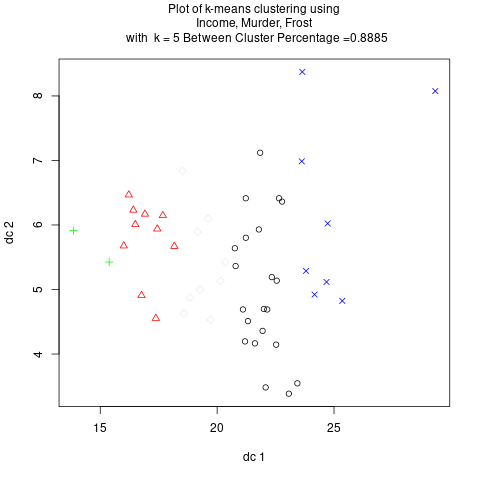 Plot of k-means clustering using
Income, Murder, Frost
with  k = 5 Between Cluster Percentage =0.8885
8
7
6
5
4
dc 2
15 20 25
dc 1